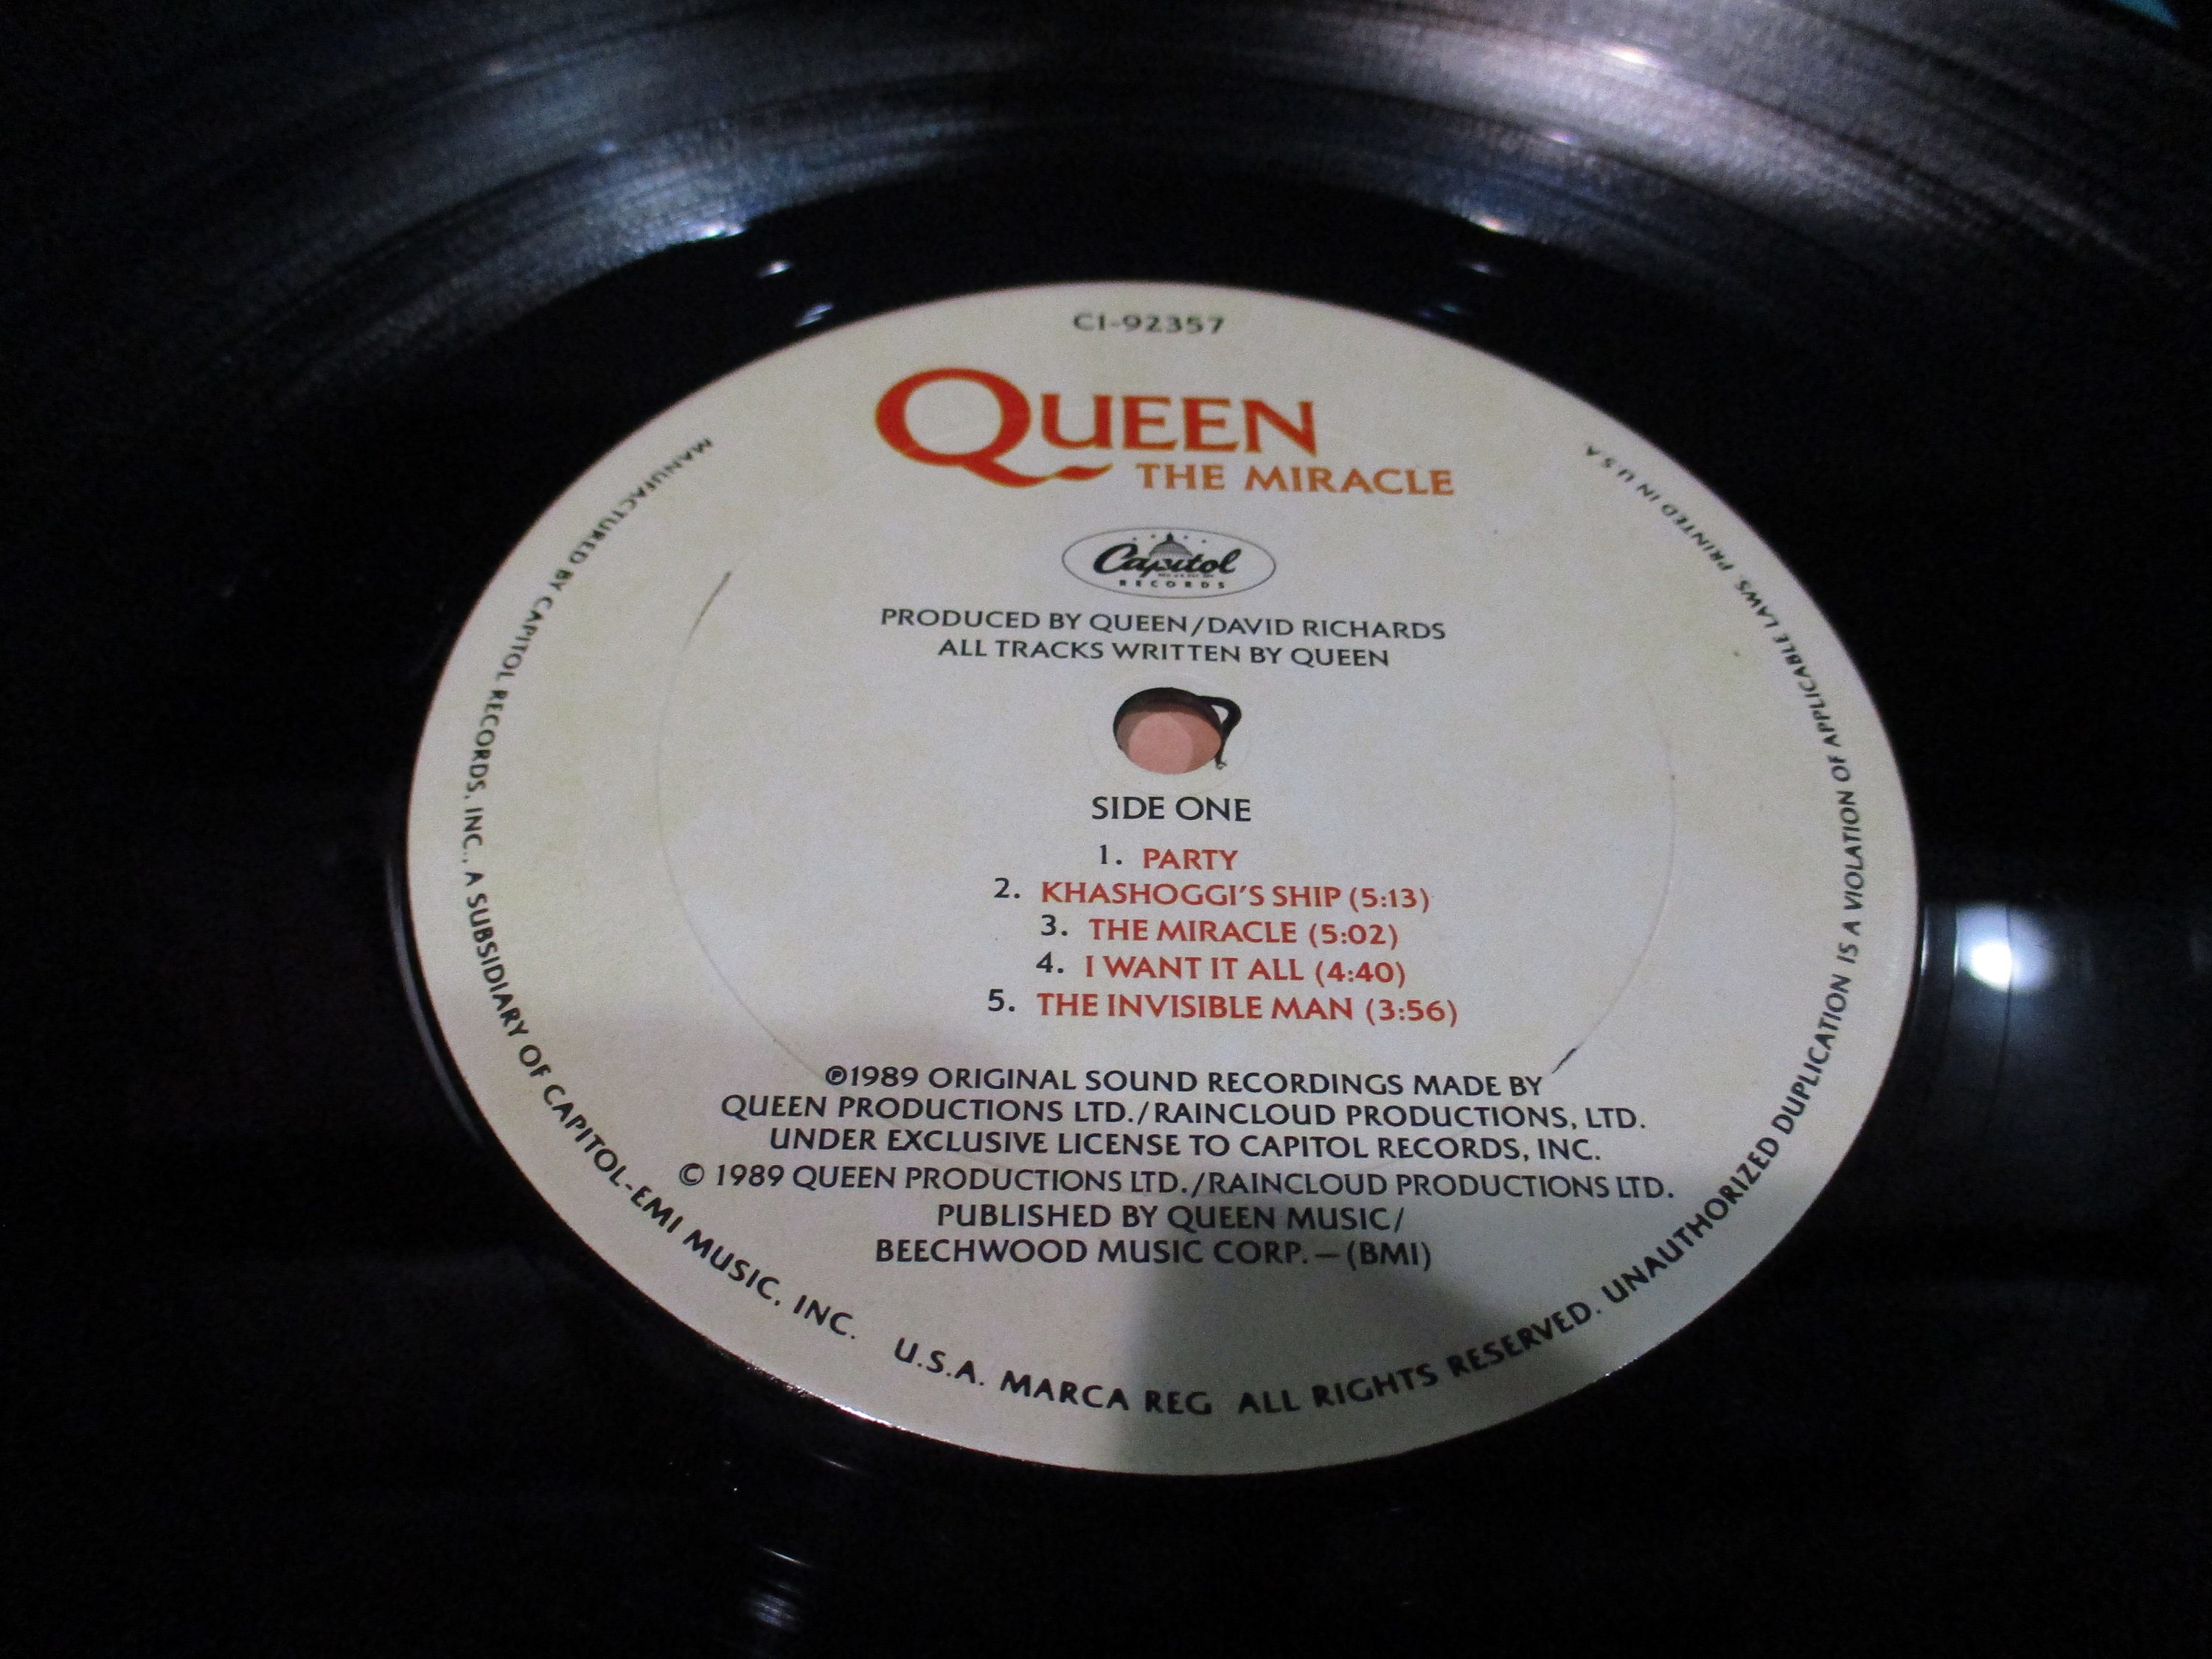 C1-92357
QUEEN
THE MIRACLE
Capitol
RECORDS
PRODUCED BY QUEEN/DAVID RICHARDS
ALL TRACKS WRITTEN BY QUEEN
SIDE ONE
1. PARTY
2. KHASHOGGI'S SHIP (5:13)
3. THE MIRACLE (5:02)
4. I WANT IT ALL (4:40)
5. THE INVISIBLE MAN (3:56)
℗1989 ORIGINAL SOUND RECORDINGS MADE BY
QUEEN PRODUCTIONS LTD./RAINCLOUD PRODUCTIONS, LTD.
UNDER EXCLUSIVE LICENSE TO CAPITOL RECORDS, INC.
© 1989 QUEEN PRODUCTIONS LTD./RAINCLOUD PRODUCTIONS LTD.
PUBLISHED BY QUEEN MUSIC/
BEECHWOOD MUSIC CORP. — (BMI)
MANUFACTURED BY CAPITOL RECORDS, INC., A SUBSIDIARY OF CAPITOL-EMI MUSIC, INC. U.S.A. MARCA REG ALL RIGHTS RESERVED. UNAUTHORIZED DUPLICATION IS A VIOLATION OF APPLICABLE LAWS. PRINTED IN U S A